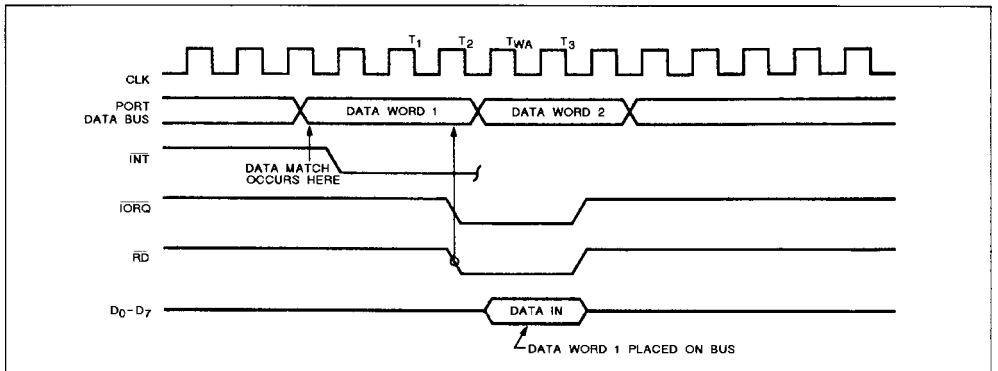 T1 T2 TWA T3
CLK
PORT
DATA BUS
DATA WORD 1
DATA WORD 2
INT
DATA MATCH
OCCURS HERE
IORQ
RD
D0-D7
DATA IN
DATA WORD 1 PLACED ON BUS